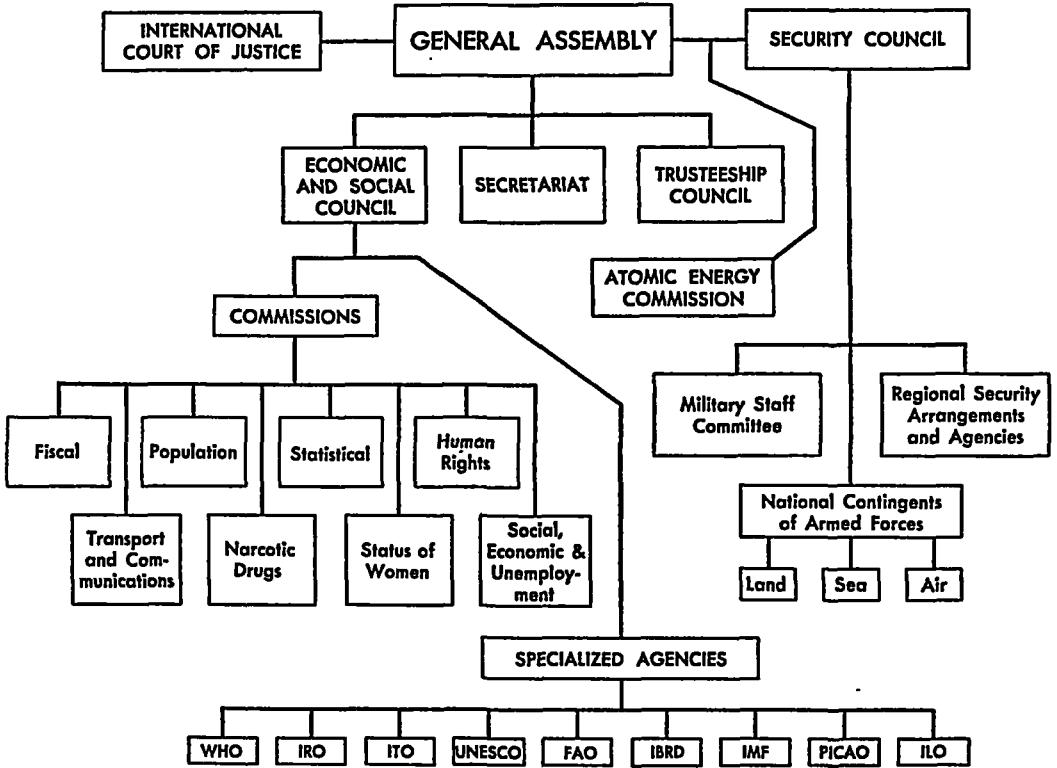 INTERNATIONAL
COURT OF JUSTICE
GENERAL ASSEMBLY
SECURITY COUNCIL
ECONOMIC
AND SOCIAL
COUNCIL
SECRETARIAT
TRUSTEESHIP
COUNCIL
ATOMIC ENERGY
COMMISSION
COMMISSIONS
Military Staff
Committee
Regional Security
Arrangements
and Agencies
Fiscal
Population
Statistical
Human
Rights
National Contingents
of Armed Forces
Transport
and Com-
munications
Narcotic
Drugs
Status of
Women
Social,
Economic &
Unemploy-
ment
Land
Sea
Air
SPECIALIZED AGENCIES
WHO
IRO
ITO
UNESCO
FAO
IBRD
IMF
PICAO
ILO